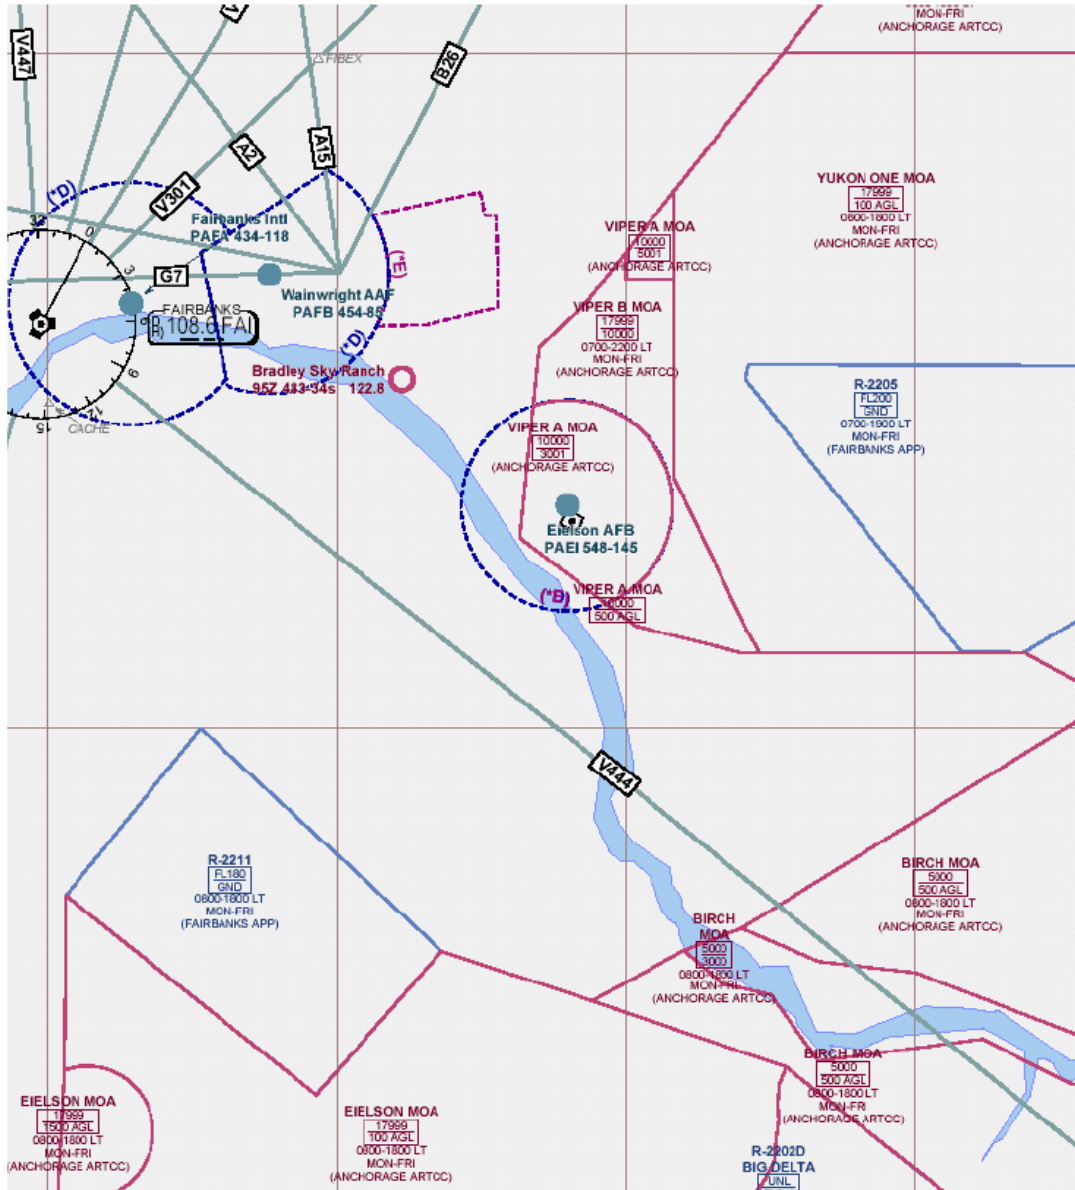 MON-FRI
(ANCHORAGE ARTCC)
V447
FIBEX
B26
A2
A15
V301
(*D)
Fairbanks Intl
PAFA 434-118
33
0
3
6
9
12
15
G7
(*E)
Wainwright AAF
PAFB 454-85
FAIRBANKS
108.6 FAI
(*D)
Bradley Sky Ranch
95Z 483-34s 122.8
CACHE
YUKON ONE MOA
17999
100 AGL
0800-1800 LT
MON-FRI
(ANCHORAGE ARTCC)
VIPER A MOA
10000
5001
(ANCHORAGE ARTCC)
VIPER B MOA
17999
10000
0700-2200 LT
MON-FRI
(ANCHORAGE ARTCC)
R-2205
FL200
GND
0700-1900 LT
MON-FRI
(FAIRBANKS APP)
VIPER A MOA
10000
3001
(ANCHORAGE ARTCC)
Eielson AFB
PAEI 548-145
(*B)
VIPER A MOA
10000
500 AGL
V444
R-2211
FL180
GND
0800-1800 LT
MON-FRI
(FAIRBANKS APP)
BIRCH MOA
5000
500 AGL
0800-1800 LT
MON-FRI
(ANCHORAGE ARTCC)
BIRCH
MOA
5000
3000
0800-1800 LT
MON-FRI
(ANCHORAGE ARTCC)
BIRCH MOA
5000
500 AGL
0800-1800 LT
MON-FRI
(ANCHORAGE ARTCC)
EIELSON MOA
17999
1500 AGL
0800-1800 LT
MON-FRI
(ANCHORAGE ARTCC)
EIELSON MOA
17999
100 AGL
0800-1800 LT
MON-FRI
(ANCHORAGE ARTCC)
R-2202D
BIG DELTA
UNL